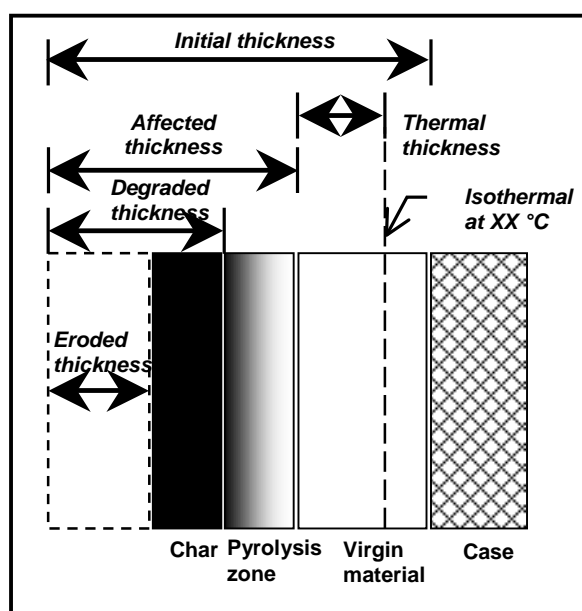 Initial thickness
Affected
thickness
Thermal
thickness
Degraded
thickness
Isothermal
at XX °C
Eroded
thickness
Char
Pyrolysis
zone
Virgin
material
Case